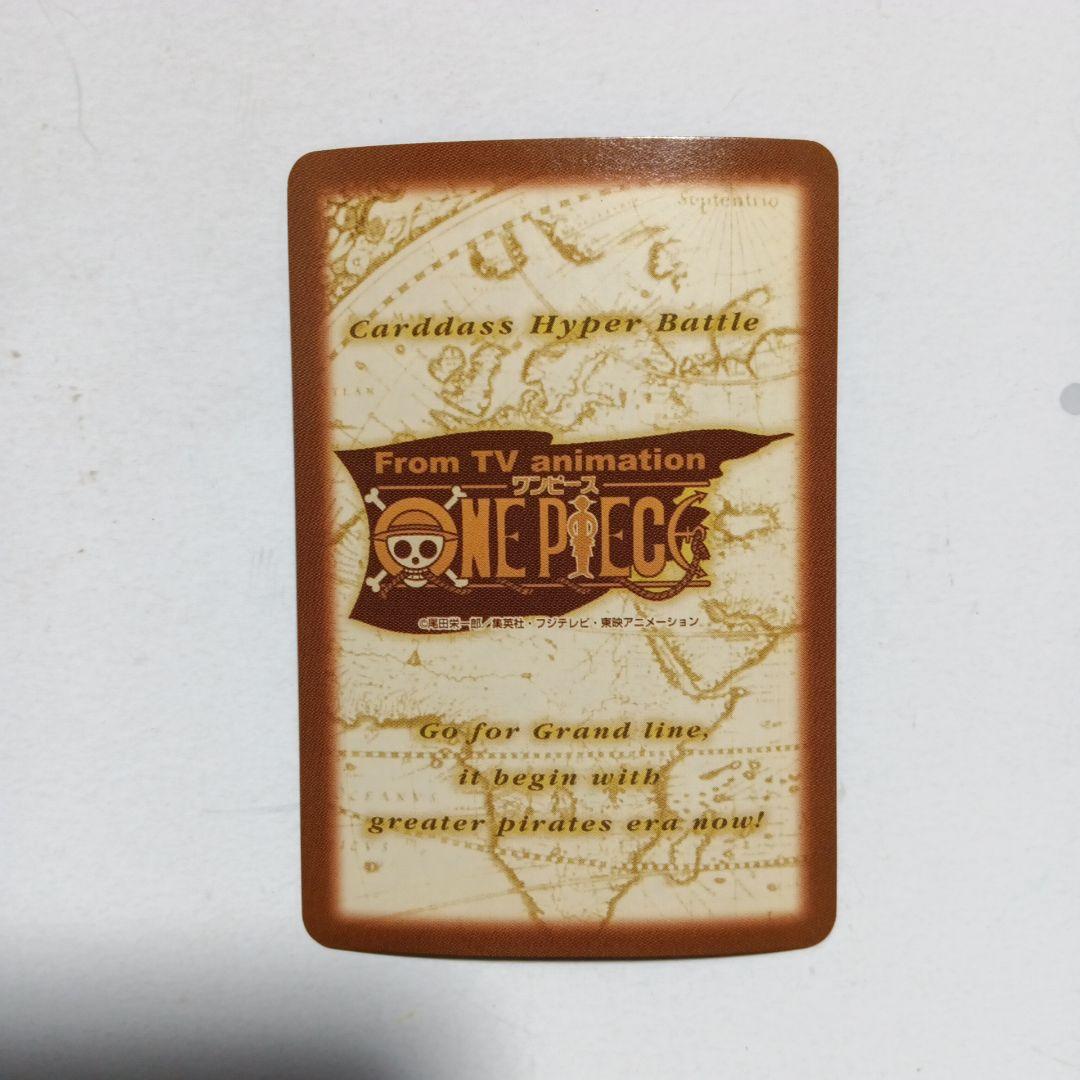 Septentrio
Carddass Hyper Battle
From TV animation
ワンピース
ONE PIECE
©尾田栄一郎/集英社・フジテレビ・東映アニメーション
Go for Grand line,
it begin with
greater pirates era now!